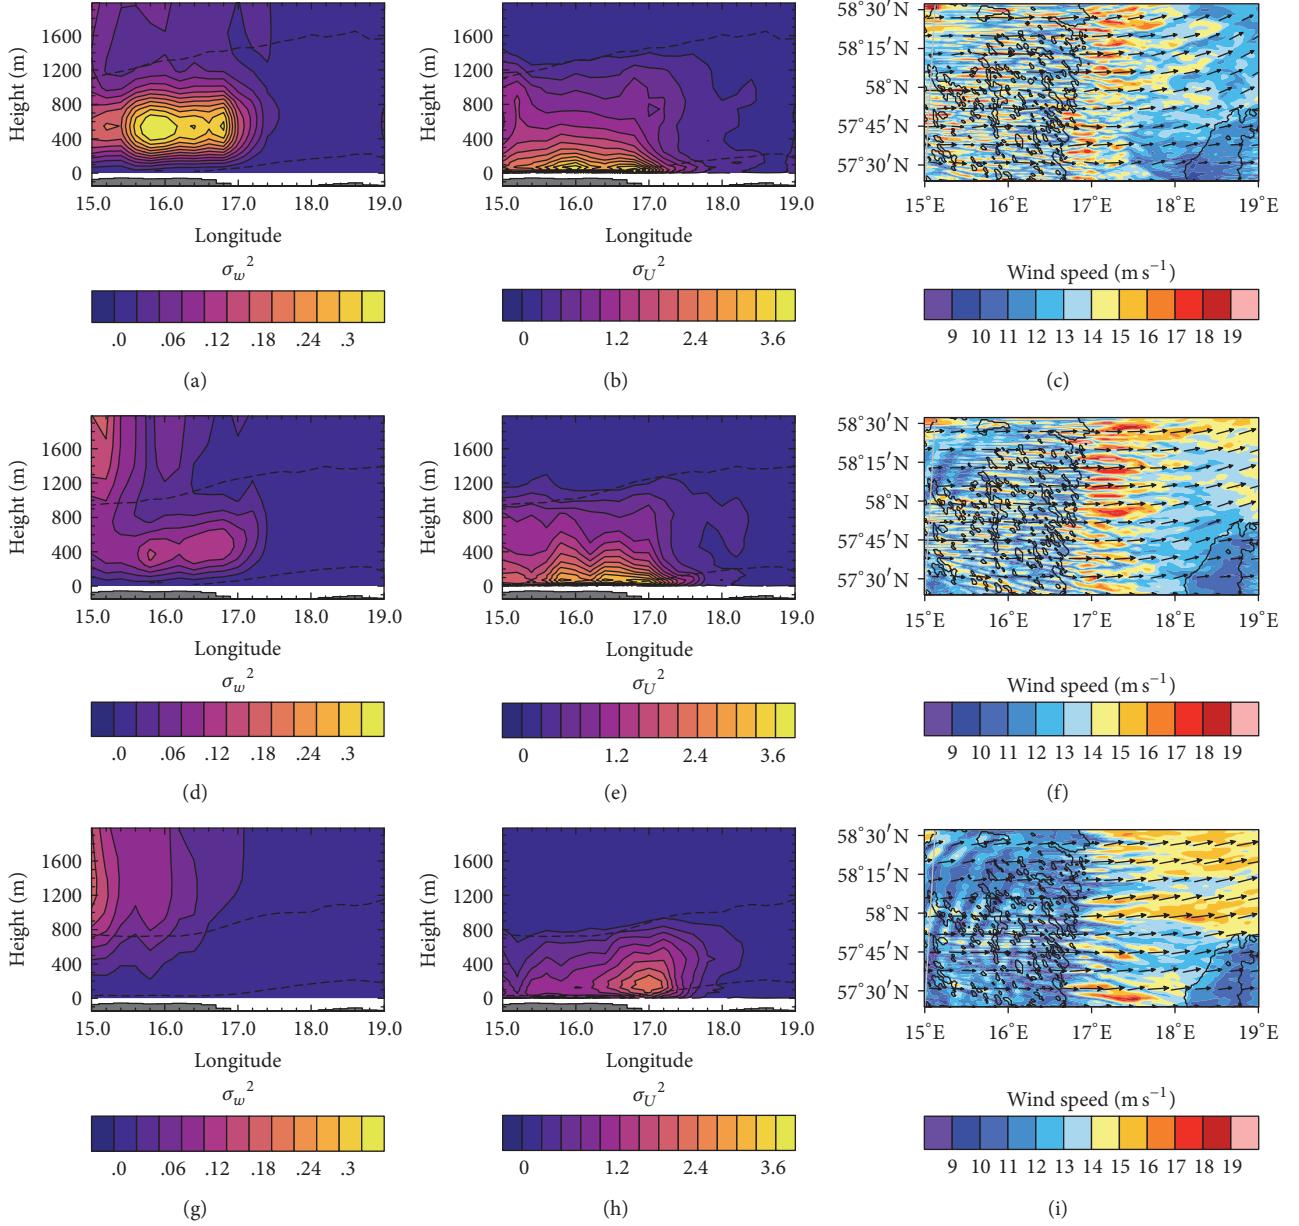 1600
1200
800
400
0
Height (m)
15.0 16.0 17.0 18.0 19.0
Longitude
σw²
.0 .06 .12 .18 .24 .3
(a)
1600
1200
800
400
0
Height (m)
15.0 16.0 17.0 18.0 19.0
Longitude
σU²
0 1.2 2.4 3.6
(b)
58°30′N
58°15′N
58°N
57°45′N
57°30′N
15°E 16°E 17°E 18°E 19°E
Wind speed (m s⁻¹)
9 10 11 12 13 14 15 16 17 18 19
(c)
1600
1200
800
400
0
Height (m)
15.0 16.0 17.0 18.0 19.0
Longitude
σw²
.0 .06 .12 .18 .24 .3
(d)
1600
1200
800
400
0
Height (m)
15.0 16.0 17.0 18.0 19.0
Longitude
σU²
0 1.2 2.4 3.6
(e)
58°30′N
58°15′N
58°N
57°45′N
57°30′N
15°E 16°E 17°E 18°E 19°E
Wind speed (m s⁻¹)
9 10 11 12 13 14 15 16 17 18 19
(f)
1600
1200
800
400
0
Height (m)
15.0 16.0 17.0 18.0 19.0
Longitude
σw²
.0 .06 .12 .18 .24 .3
(g)
1600
1200
800
400
0
Height (m)
15.0 16.0 17.0 18.0 19.0
Longitude
σU²
0 1.2 2.4 3.6
(h)
58°30′N
58°15′N
58°N
57°45′N
57°30′N
15°E 16°E 17°E 18°E 19°E
Wind speed (m s⁻¹)
9 10 11 12 13 14 15 16 17 18 19
(i)